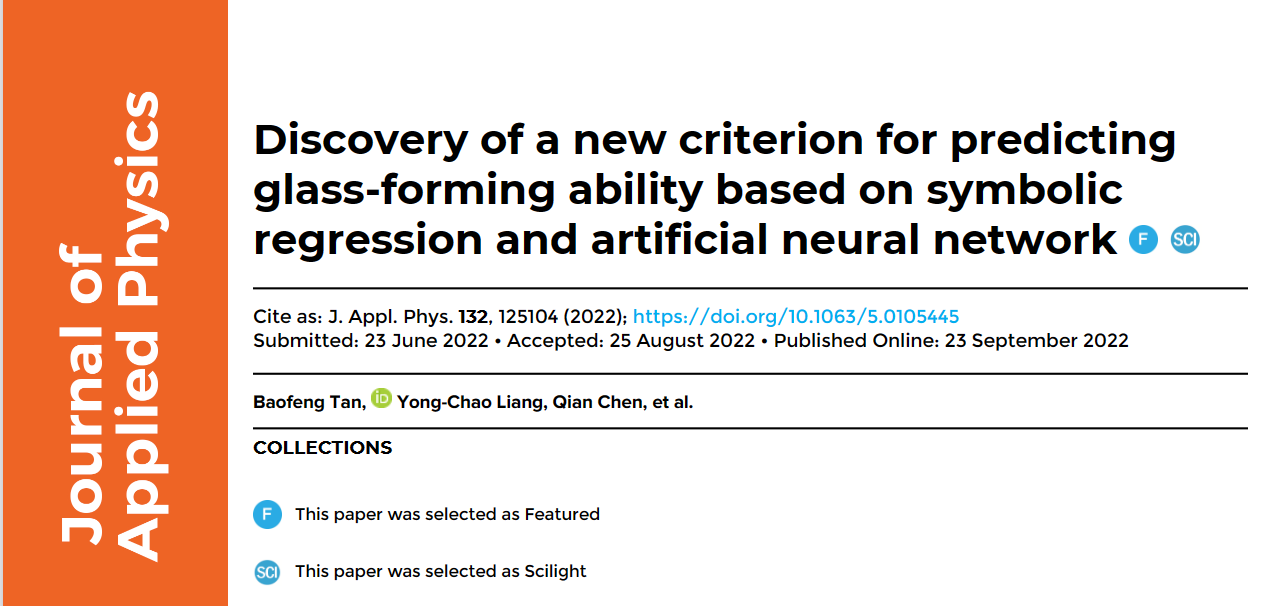 Journal of
Applied Physics
Discovery of a new criterion for predicting
glass-forming ability based on symbolic
regression and artificial neural network F SCI
Cite as: J. Appl. Phys. 132, 125104 (2022); https://doi.org/10.1063/5.0105445
Submitted: 23 June 2022 • Accepted: 25 August 2022 • Published Online: 23 September 2022
Baofeng Tan, iD Yong-Chao Liang, Qian Chen, et al.
COLLECTIONS
F This paper was selected as Featured
SCI This paper was selected as Scilight